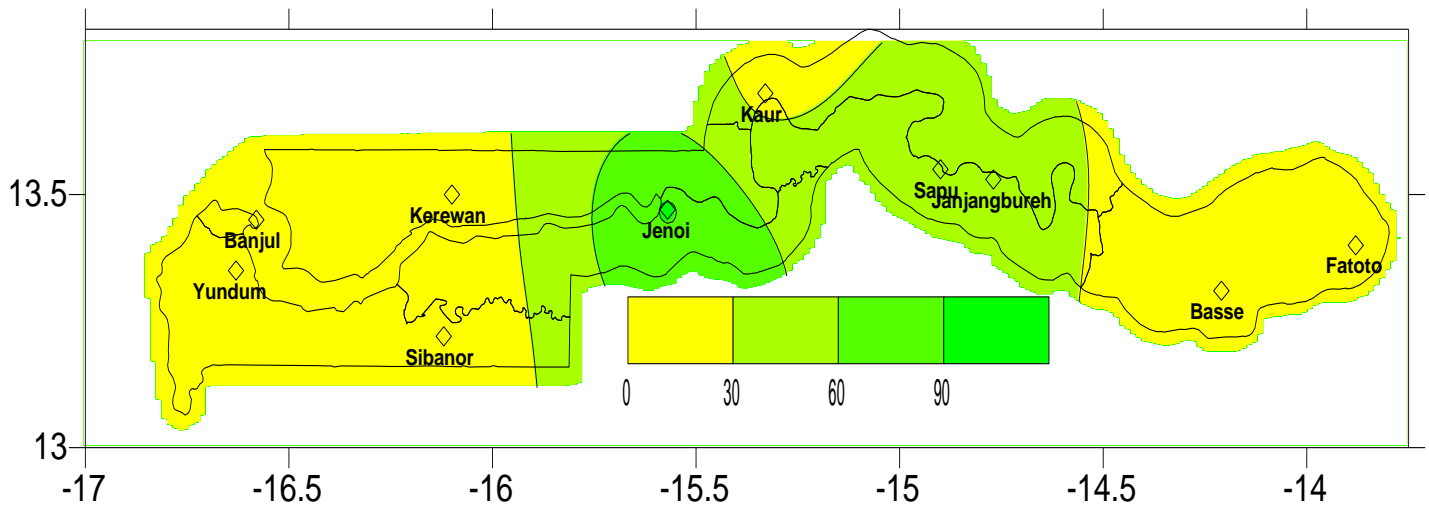 Kaur
13.5
Sapu
Janjangbureh
Kerewan
Banjul
Jenoi
Yundum
Fatoto
Basse
Sibanor
0 30 60 90
13
-17 -16.5 -16 -15.5 -15 -14.5 -14